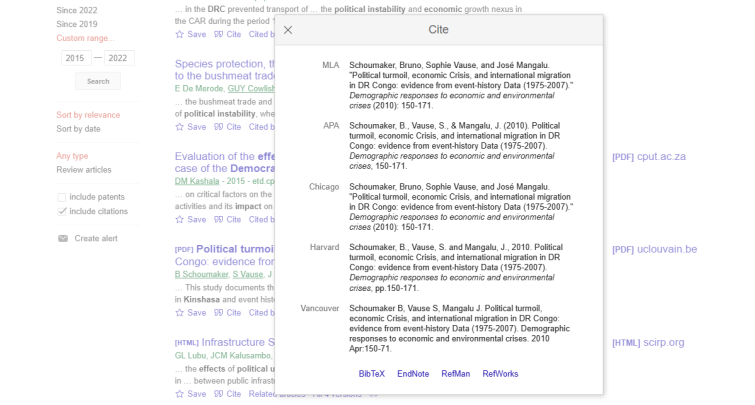 Since 2022
Since 2019
Custom range...
2015 — 2022
Search
Sort by relevance
Sort by date
Any type
Review articles
include patents
include citations
Create alert
... in the DRC prevented transport of ... the political instability and economic growth nexus in
the CAR during the period
Save Cite Cited b
Species protection, th
to the bushmeat trade
E De Merode, GUY Cowlish
... the bushmeat trade and
of political instability, whe
Save Cite Cited b
Evaluation of the effe
case of the Democra
DM Kashala - 2015 - etd.cp
... on critical factors on the
activities and its impact on
Save Cite Cited b
[PDF] Political turmoi
Congo: evidence from
B Schoumaker, S Vause, J
... This study documents th
in Kinshasa and event histo
Save Cite Cited b
[HTML] Infrastructure S
GL Lubu, JCM Kalusambo,
... the effects of political u
in ... between public infrast
Save Cite Related articles All 4 versions
Cite
MLA
Schoumaker, Bruno, Sophie Vause, and José Mangalu.
"Political turmoil, economic Crisis, and international migration
in DR Congo: evidence from event-history Data (1975-2007)."
Demographic responses to economic and environmental
crises (2010): 150-171.
APA
Schoumaker, B., Vause, S., & Mangalu, J. (2010). Political
turmoil, economic Crisis, and international migration in DR
Congo: evidence from event-history Data (1975-2007).
Demographic responses to economic and environmental
crises, 150-171.
Chicago
Schoumaker, Bruno, Sophie Vause, and José Mangalu.
"Political turmoil, economic Crisis, and international migration
in DR Congo: evidence from event-history Data (1975-2007)."
Demographic responses to economic and environmental
crises (2010): 150-171.
Harvard
Schoumaker, B., Vause, S. and Mangalu, J., 2010. Political
turmoil, economic Crisis, and international migration in DR
Congo: evidence from event-history Data (1975-2007).
Demographic responses to economic and environmental
crises, pp.150-171.
Vancouver
Schoumaker B, Vause S, Mangalu J. Political turmoil,
economic Crisis, and international migration in DR Congo:
evidence from event-history Data (1975-2007). Demographic
responses to economic and environmental crises. 2010
Apr:150-71.
BibTeX EndNote RefMan RefWorks
[PDF] cput.ac.za
[PDF] uclouvain.be
[HTML] scirp.org